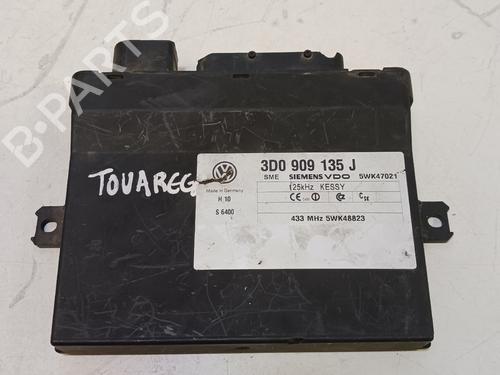 B-PARTS
TOUAREG
3D0 909 135 J
SME SIEMENS VDO 5WK47021
Made in Germany
125kHz KESSY
H 10
S 6400
433 MHz 5WK48823